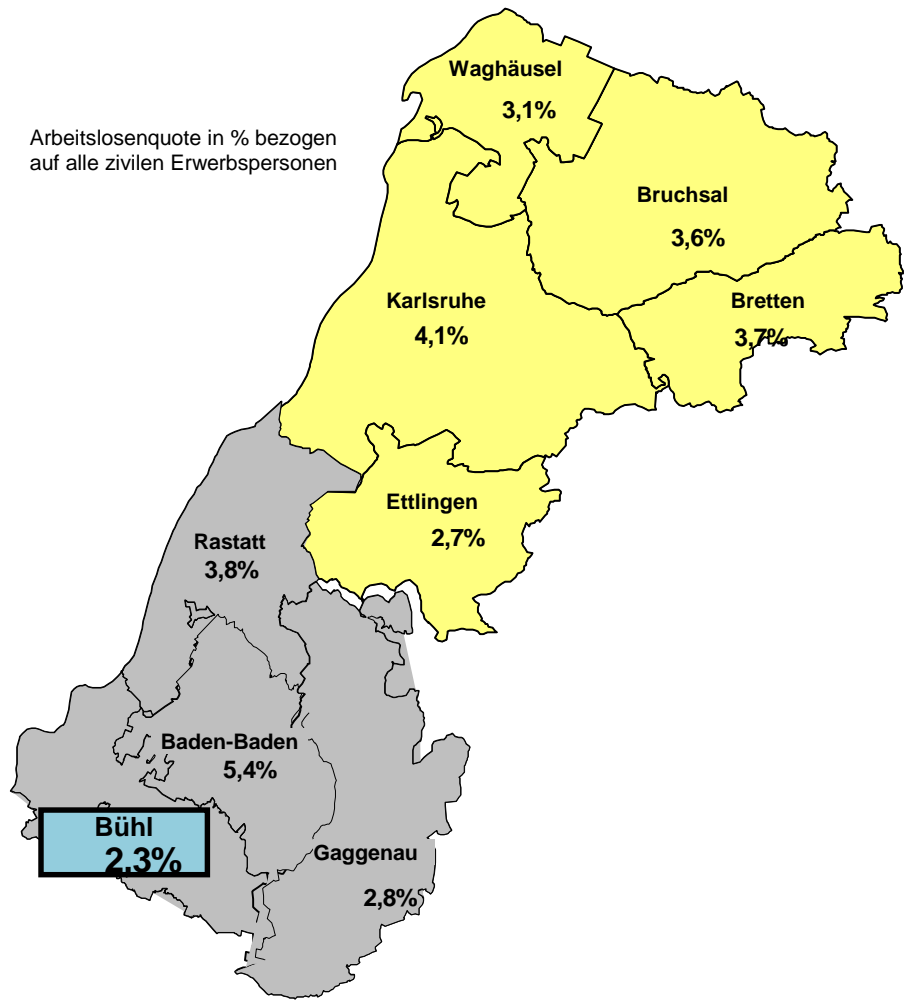 Waghäusel
3,1%
Arbeitslosenquote in % bezogen
auf alle zivilen Erwerbspersonen
Bruchsal
3,6%
Karlsruhe
4,1%
Bretten
3,7%
Ettlingen
2,7%
Rastatt
3,8%
Baden-Baden
5,4%
Bühl
2,3%
Gaggenau
2,8%